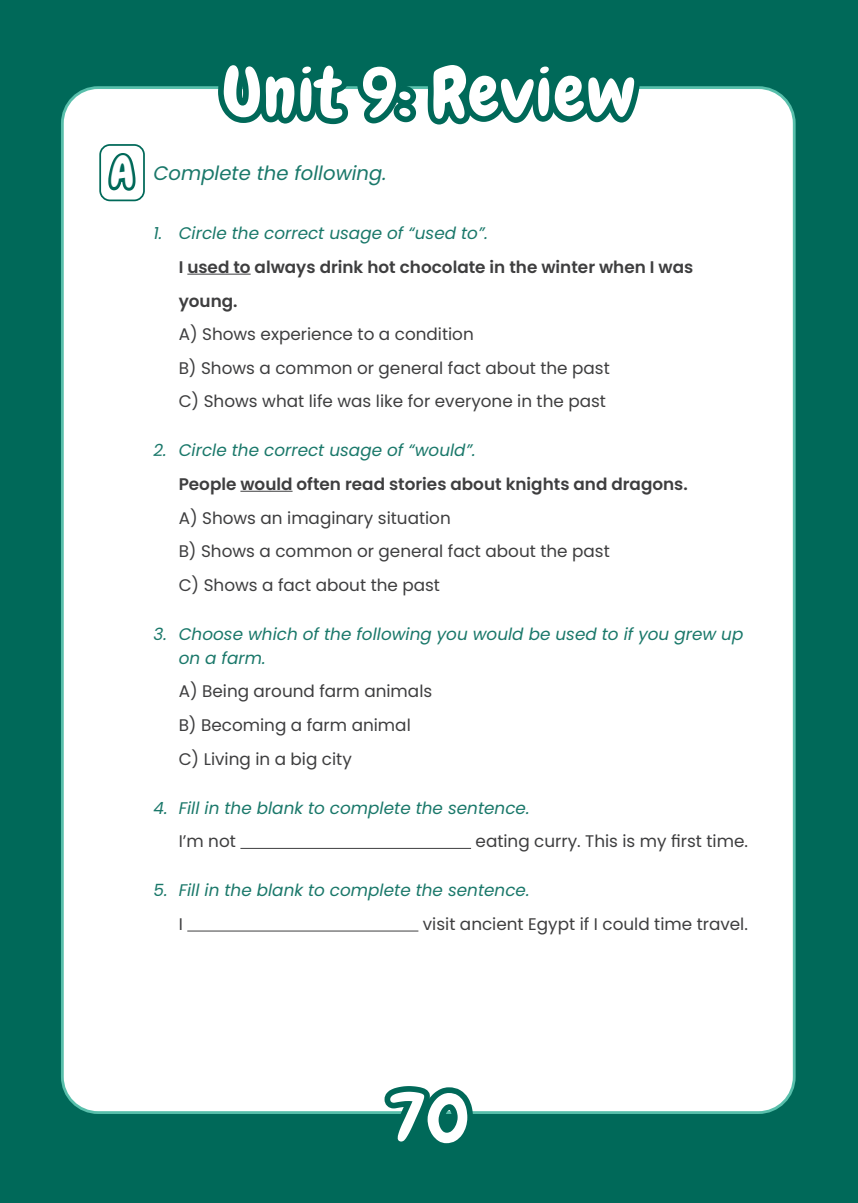 Unit 9: Review
A Complete the following.
1. Circle the correct usage of “used to”.
I used to always drink hot chocolate in the winter when I was
young.
A) Shows experience to a condition
B) Shows a common or general fact about the past
C) Shows what life was like for everyone in the past
2. Circle the correct usage of “would”.
People would often read stories about knights and dragons.
A) Shows an imaginary situation
B) Shows a common or general fact about the past
C) Shows a fact about the past
3. Choose which of the following you would be used to if you grew up
on a farm.
A) Being around farm animals
B) Becoming a farm animal
C) Living in a big city
4. Fill in the blank to complete the sentence.
I’m not ______________________ eating curry. This is my first time.
5. Fill in the blank to complete the sentence.
I ______________________ visit ancient Egypt if I could time travel.
70